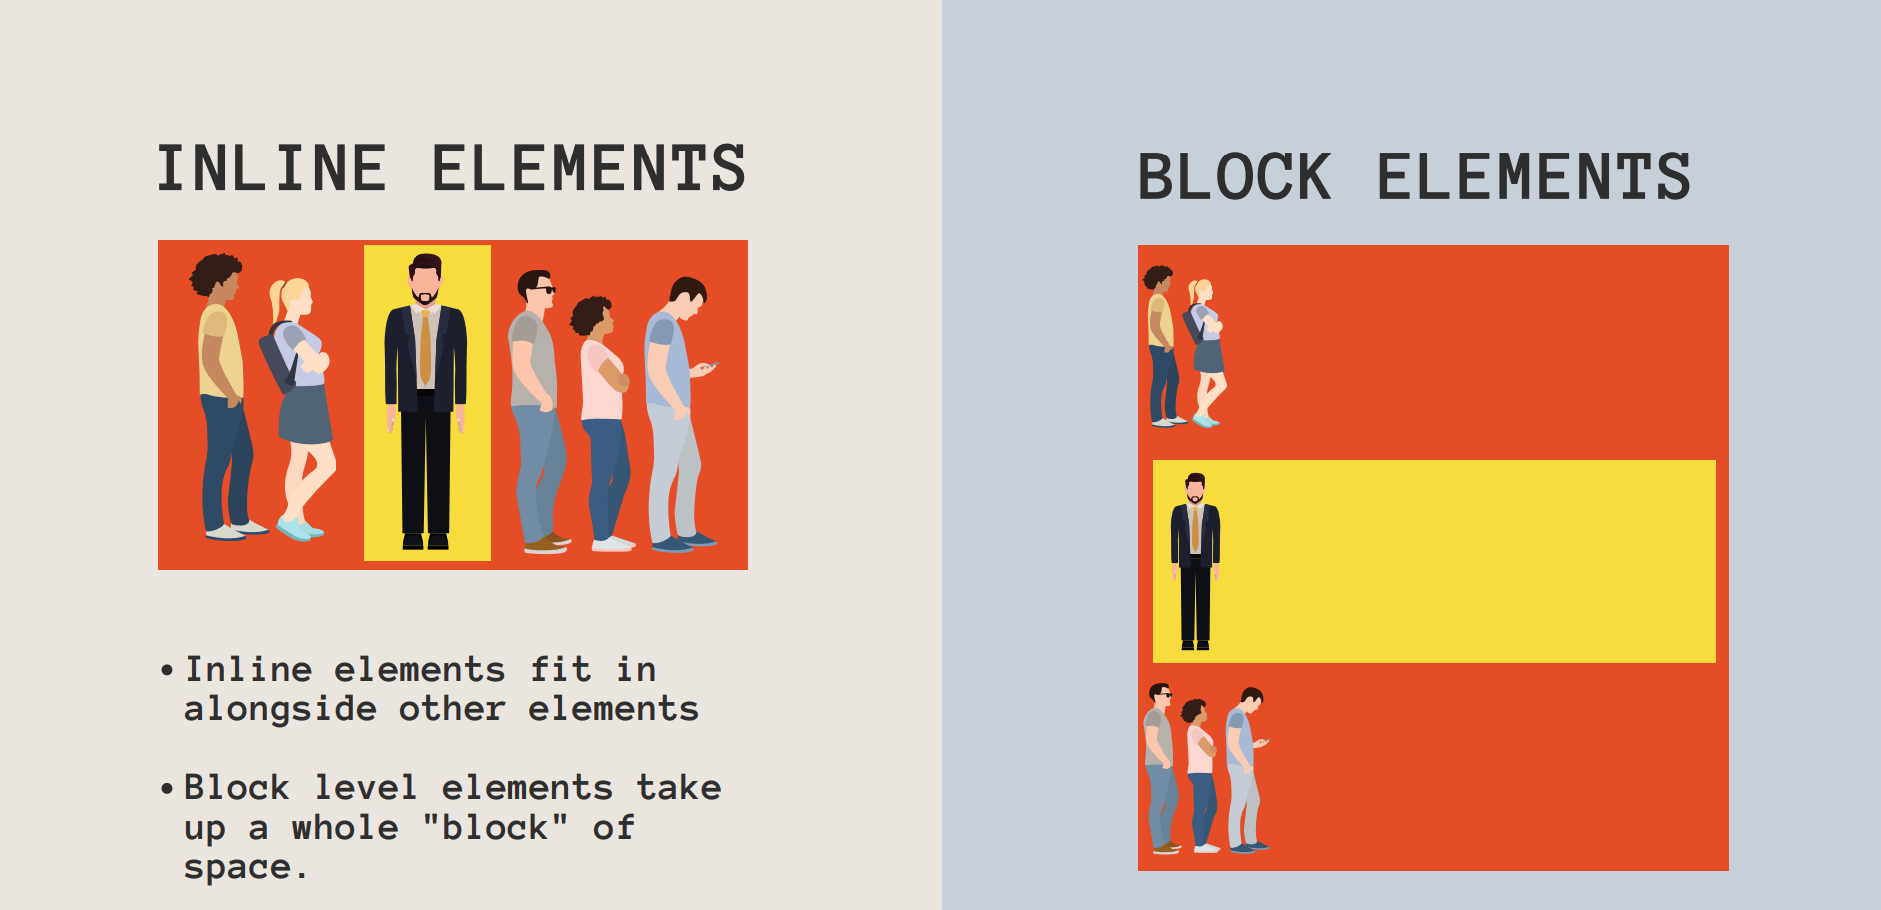 INLINE ELEMENTS
• Inline elements fit in
alongside other elements
• Block level elements take
up a whole "block" of
space.
BLOCK ELEMENTS